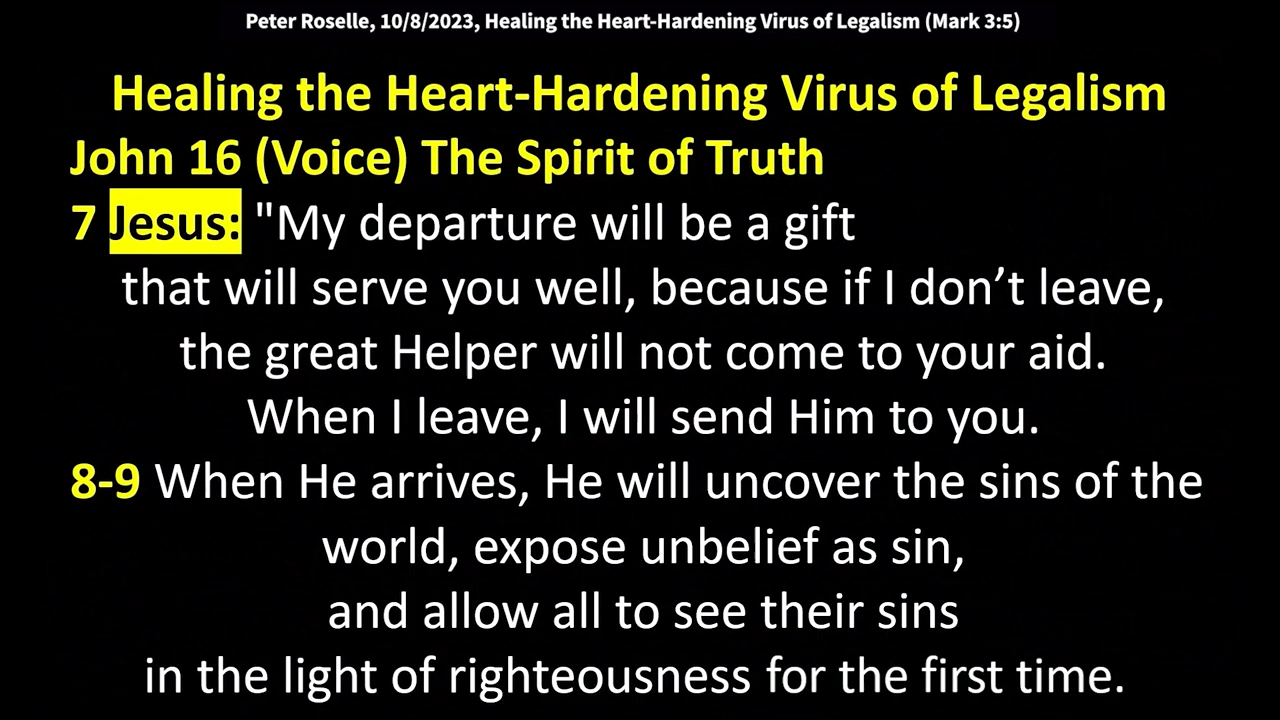 Peter Roselle, 10/8/2023, Healing the Heart-Hardening Virus of Legalism (Mark 3:5)
Healing the Heart-Hardening Virus of Legalism
John 16 (Voice) The Spirit of Truth
7 Jesus: "My departure will be a gift
that will serve you well, because if I don’t leave,
the great Helper will not come to your aid.
When I leave, I will send Him to you.
8-9 When He arrives, He will uncover the sins of the
world, expose unbelief as sin,
and allow all to see their sins
in the light of righteousness for the first time.